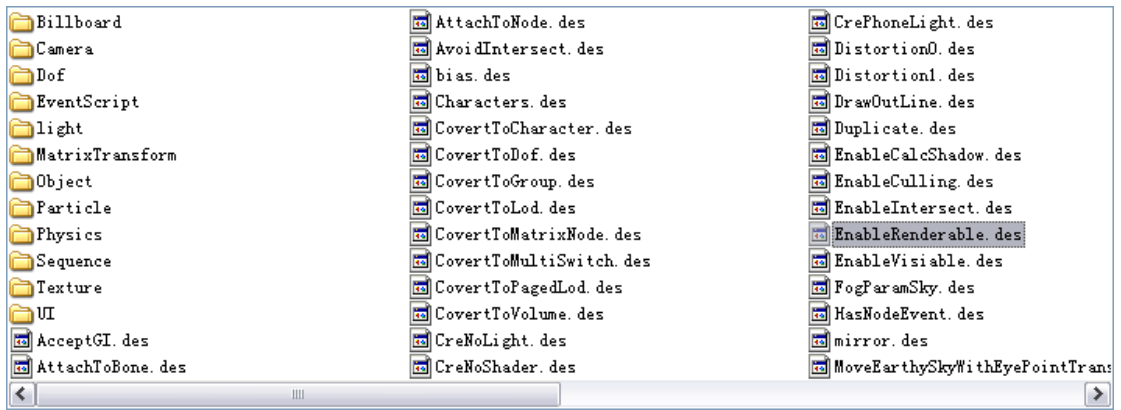 Billboard
Camera
Dof
EventScript
light
MatrixTransform
Object
Particle
Physics
Sequence
Texture
UI
AcceptGI.des
AttachToBone.des
AttachToNode.des
AvoidIntersect.des
bias.des
Characters.des
CovertToCharacter.des
CovertToDof.des
CovertToGroup.des
CovertToLod.des
CovertToMatrixNode.des
CovertToMultiSwitch.des
CovertToPagedLod.des
CovertToVolume.des
CreNoLight.des
CreNoShader.des
CrePhoneLight.des
Distortion0.des
Distortion1.des
DrawOutLine.des
Duplicate.des
EnableCalcShadow.des
EnableCulling.des
EnableIntersect.des
EnableRenderable.des
EnableVisiable.des
FogParamSky.des
HasNodeEvent.des
mirror.des
MoveEarthySkyWithEyePointTrans